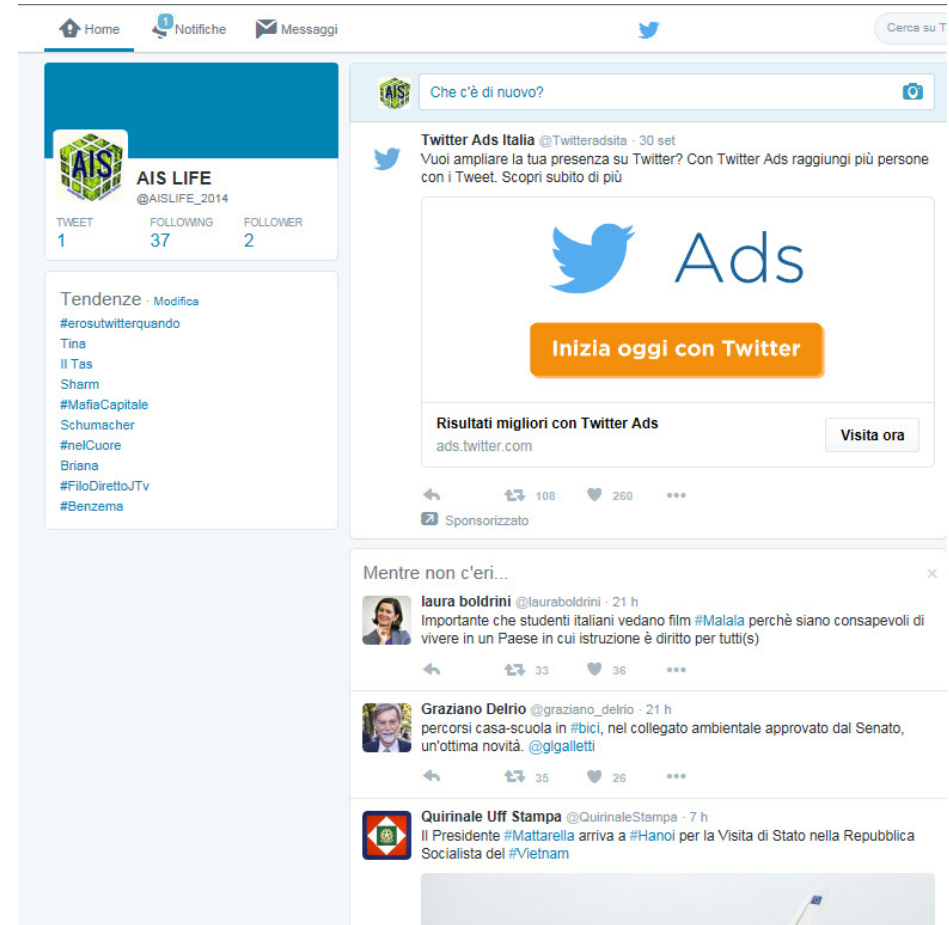 Home
1
Notifiche
Messaggi
Cerca su T
AIS
Che c'è di nuovo?
AIS
AIS LIFE
@AISLIFE_2014
TWEET FOLLOWING FOLLOWER
1 37 2
Tendenze · Modifica
#erosutwitterquando
Tina
Il Tas
Sharm
#MafiaCapitale
Schumacher
#nelCuore
Briana
#FiloDirettoJTv
#Benzema
Twitter Ads Italia @Twitteradsita · 30 set
Vuoi ampliare la tua presenza su Twitter? Con Twitter Ads raggiungi più persone
con i Tweet. Scopri subito di più
Ads
Inizia oggi con Twitter
Risultati migliori con Twitter Ads
ads.twitter.com
Visita ora
108 260
Sponsorizzato
Mentre non c'eri...
laura boldrini @lauraboldrini · 21 h
Importante che studenti italiani vedano film #Malala perchè siano consapevoli di
vivere in un Paese in cui istruzione è diritto per tutti(s)
33 36
Graziano Delrio @graziano_delrio · 21 h
percorsi casa-scuola in #bici, nel collegato ambientale approvato dal Senato,
un'ottima novità. @glgalletti
35 26
Quirinale Uff Stampa @QuirinaleStampa · 7 h
Il Presidente #Mattarella arriva a #Hanoi per la Visita di Stato nella Repubblica
Socialista del #Vietnam